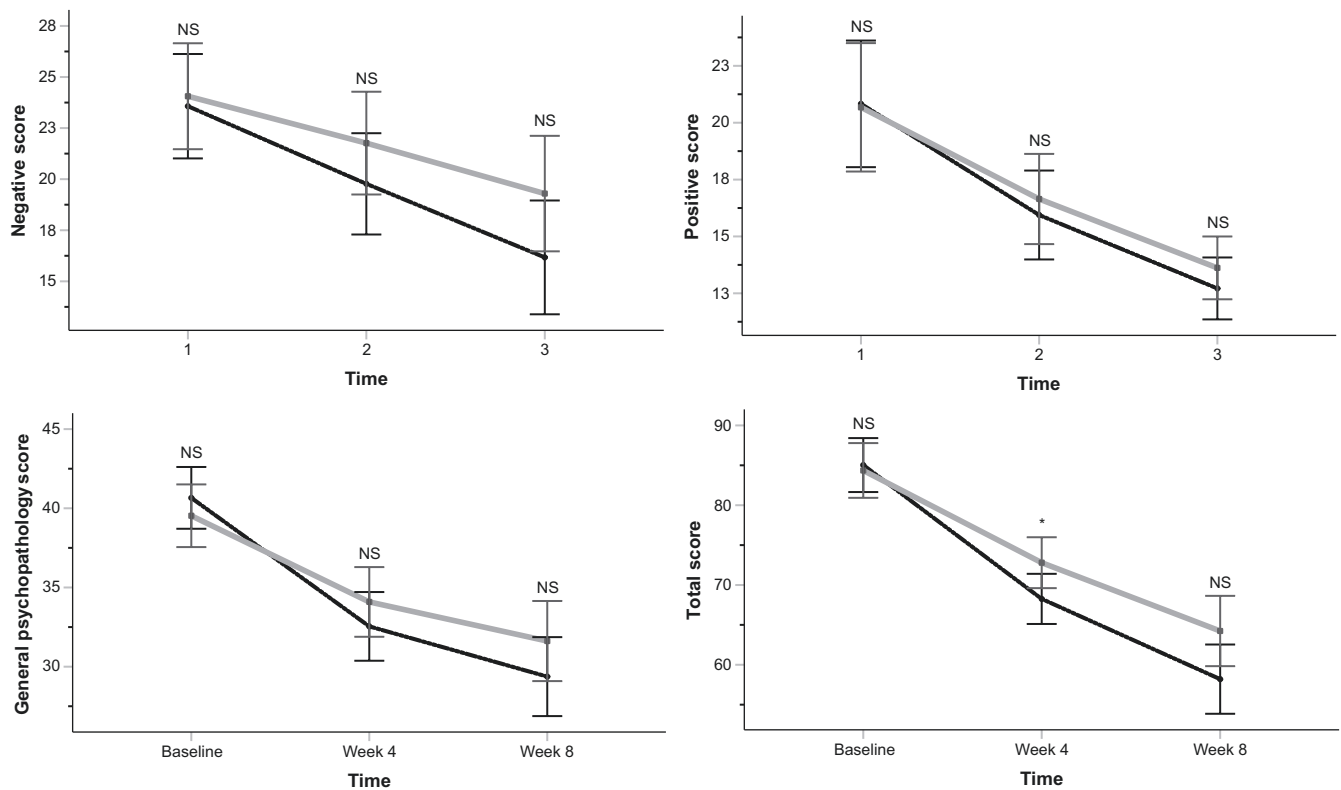 Negative score
28
25
23
20
18
15
NS
NS
NS
1
2
3
Time
Positive score
23
20
18
15
13
NS
NS
NS
1
2
3
Time
General psychopathology score
45
40
35
30
NS
NS
NS
Baseline
Week 4
Week 8
Time
Total score
90
80
70
60
NS
*
NS
Baseline
Week 4
Week 8
Time